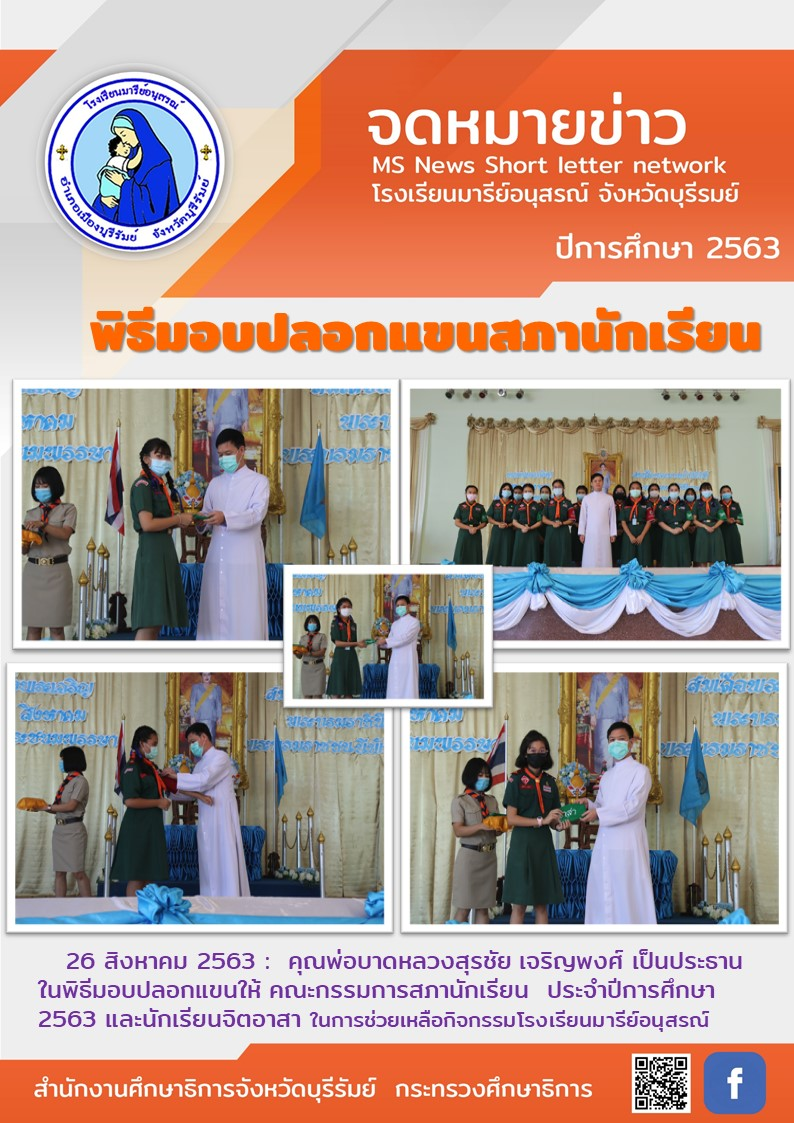 โรงเรียนมารีย์อนุสรณ์
อำเภอเมืองบุรีรัมย์ จังหวัดบุรีรัมย์
จดหมายข่าว
MS News Short letter network
โรงเรียนมารีย์อนุสรณ์ จังหวัดบุรีรมย์
ปีการศึกษา 2563
พิธีมอบปลอกแขนสภานักเรียน
26 สิงหาคม 2563 : คุณพ่อบาดหลวงสุรชัย เจริญพงศ์ เป็นประธาน
ในพิธีมอบปลอกแขนให้ คณะกรรมการสภานักเรียน ประจำปีการศึกษา
2563 และนักเรียนจิตอาสา ในการช่วยเหลือกิจกรรมโรงเรียนมารีย์อนุสรณ์
สำนักงานศึกษาธิการจังหวัดบุรีรัมย์ กระทรวงศึกษาธิการ
f